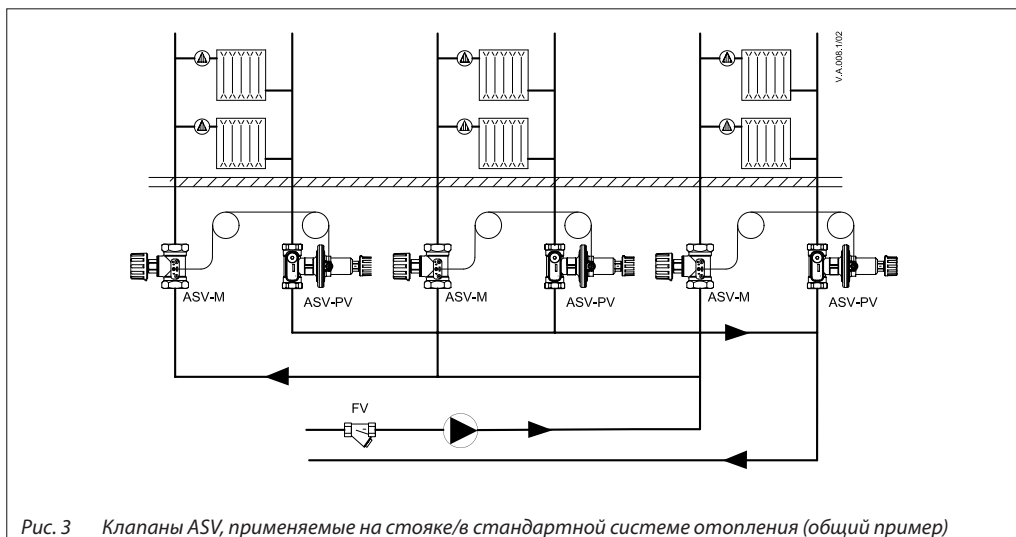 V.A.008.1/02
ASV-M
ASV-PV
ASV-M
ASV-PV
ASV-M
ASV-PV
FV
Рис. 3 Клапаны ASV, применяемые на стояке/в стандартной системе отопления (общий пример)